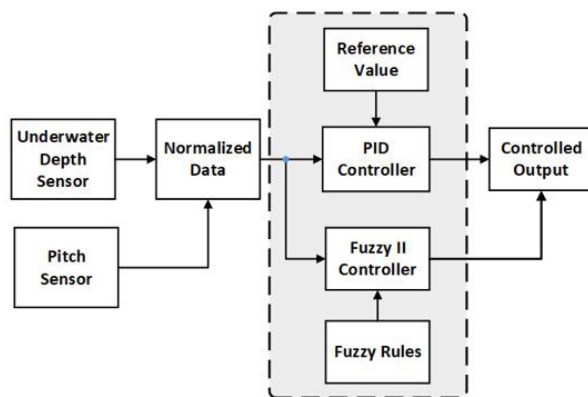 Reference
Value
Underwater
Depth
Sensor
Normalized
Data
PID
Controller
Controlled
Output
Pitch
Sensor
Fuzzy II
Controller
Fuzzy Rules